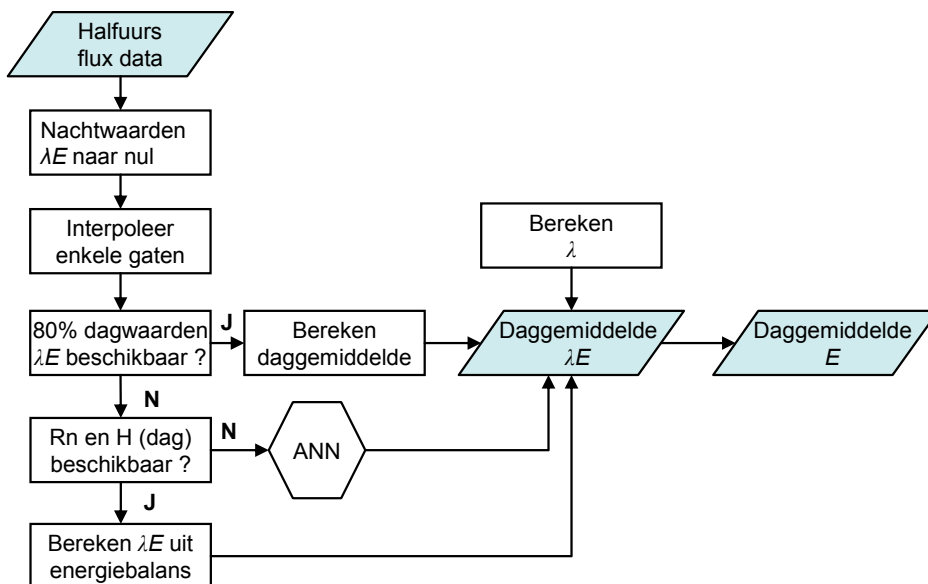 Halfuurs
flux data
Nachtwaarden
λE naar nul
Interpoleer
enkele gaten
80% dagwaarden
λE beschikbaar ?
J
Bereken
daggemiddelde
Bereken
λ
Daggemiddelde
λE
Daggemiddelde
E
N
Rn en H (dag)
beschikbaar ?
N
ANN
J
Bereken λE uit
energiebalans